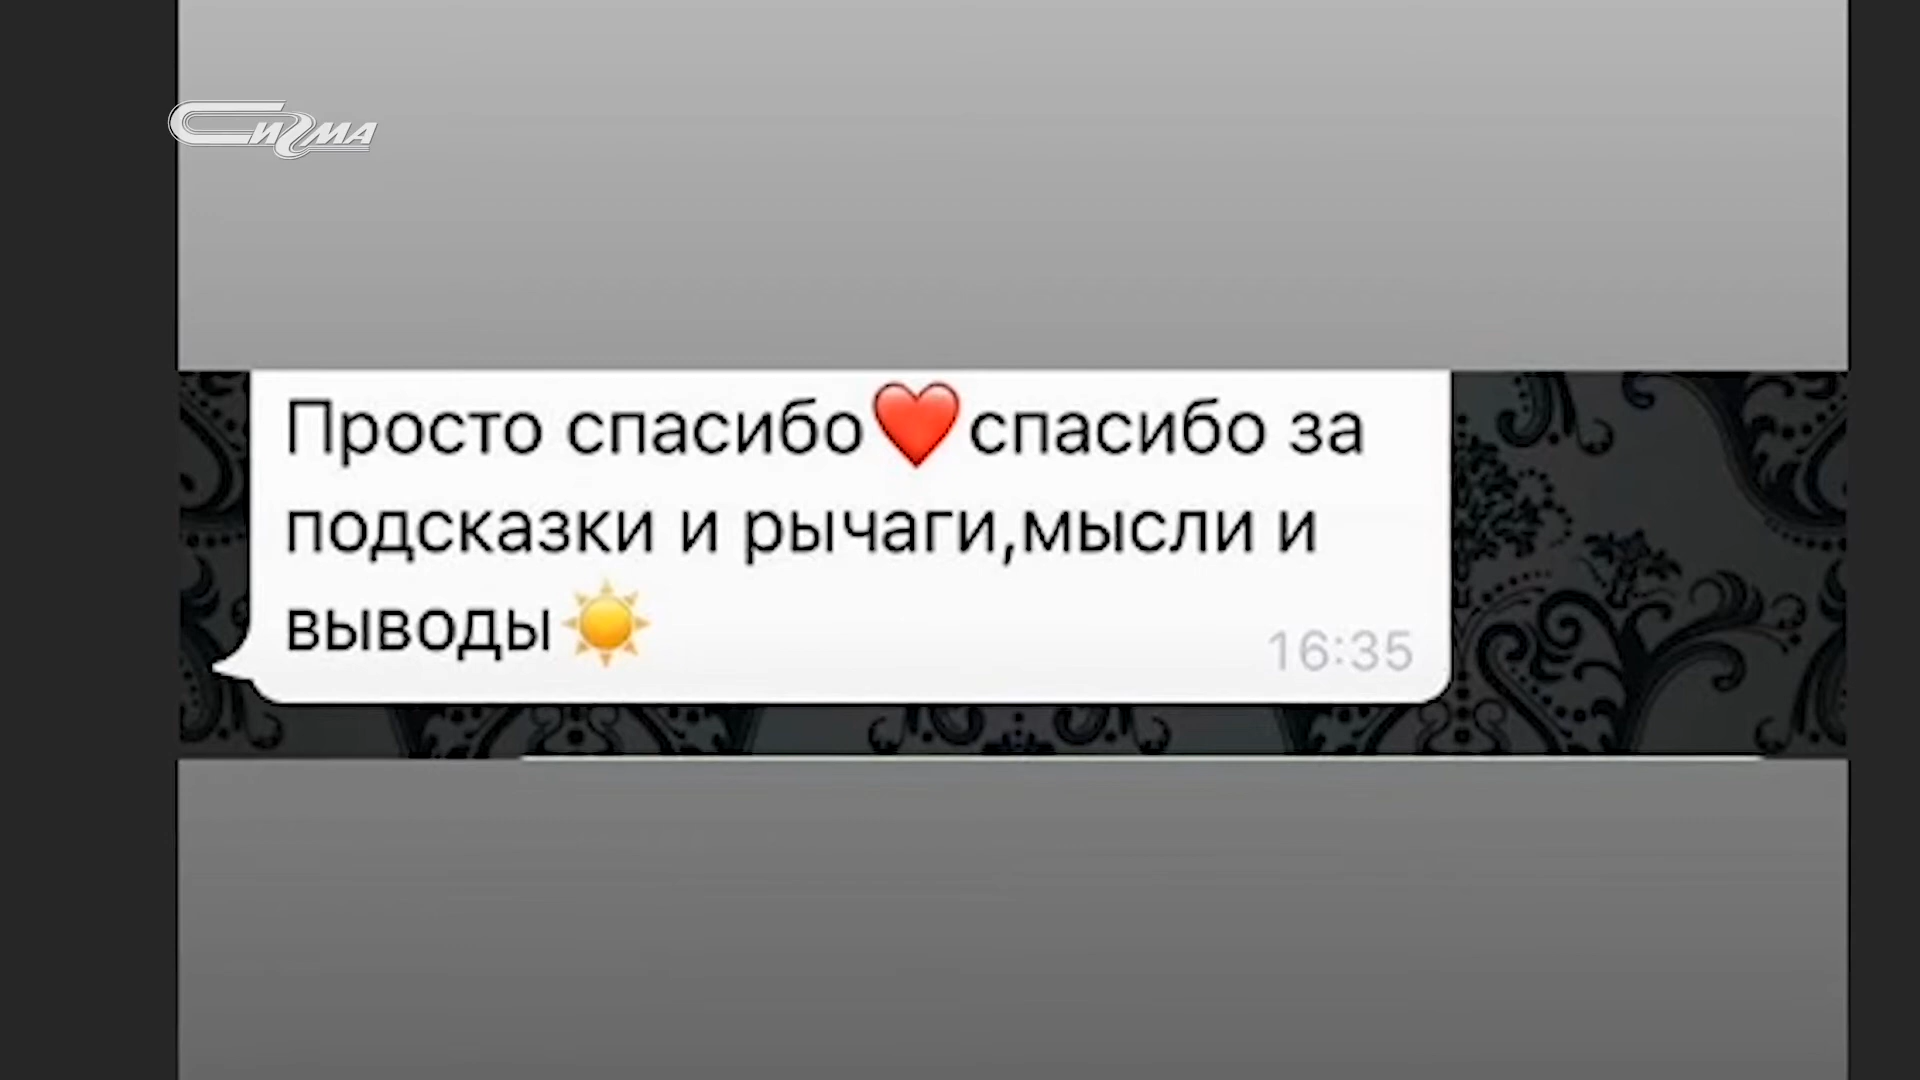 Сигма
Просто спасибо❤️спасибо за
подсказки и рычаги,мысли и
выводы☀️
16:35